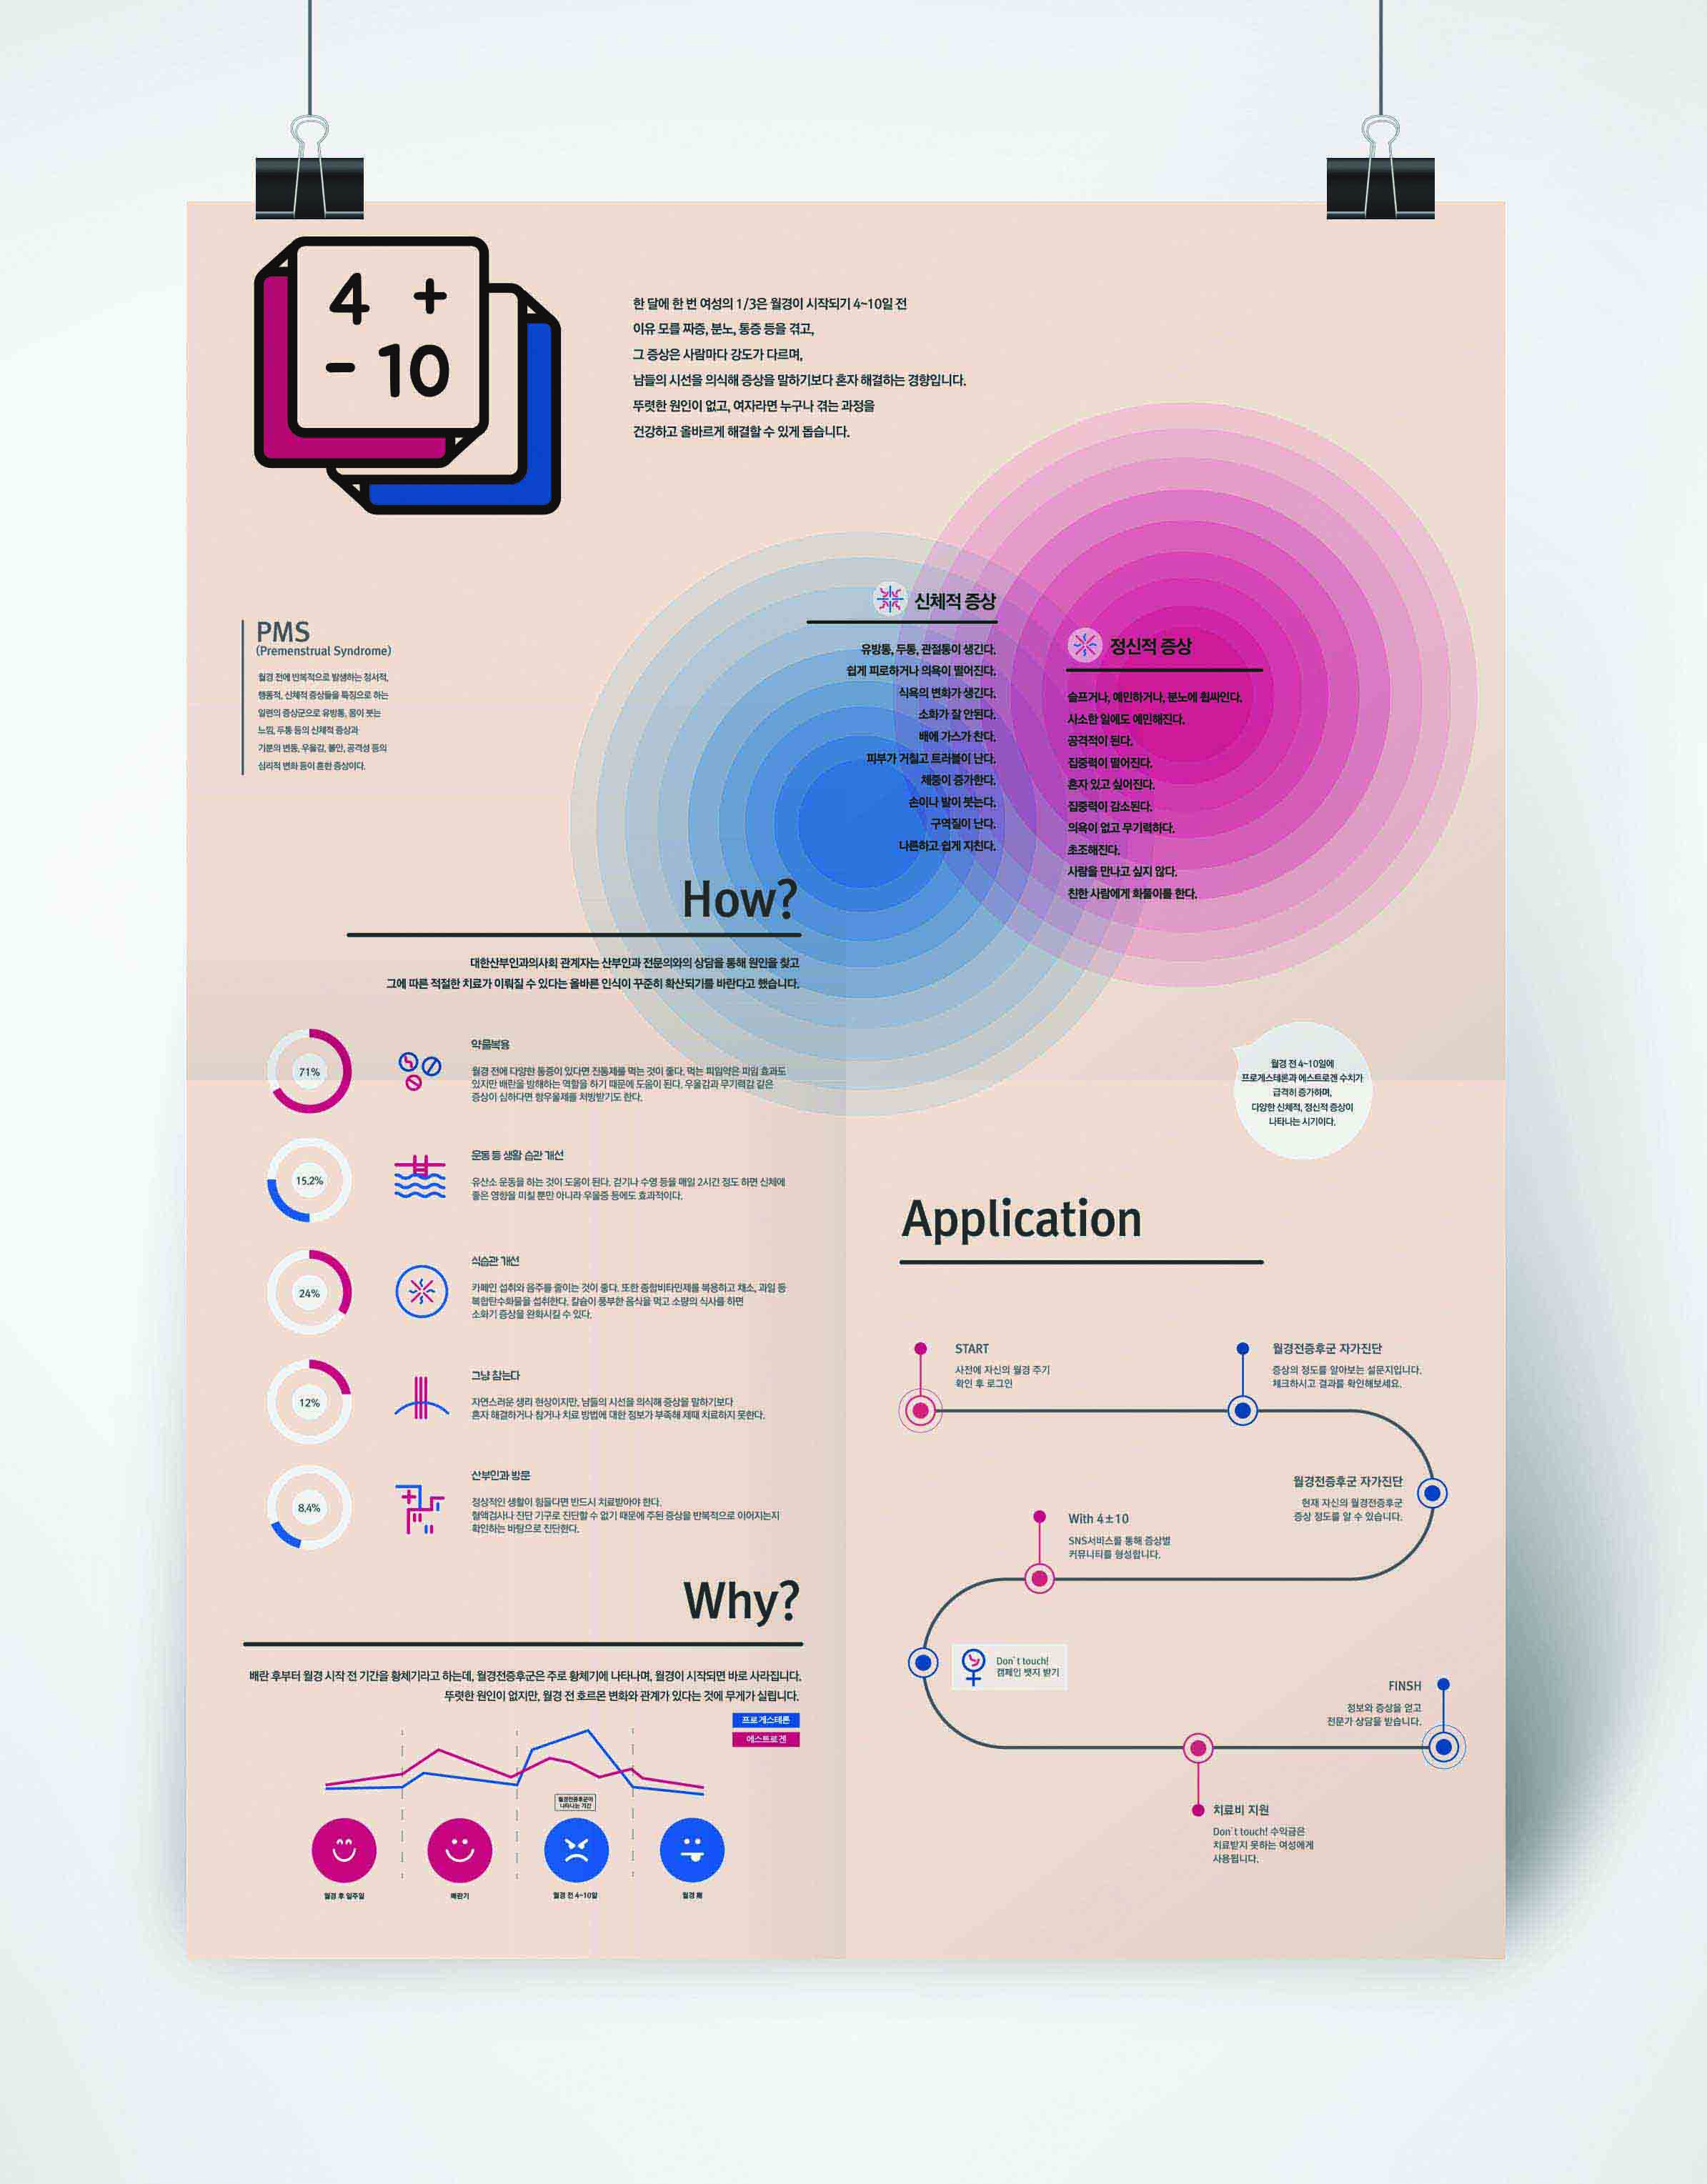 4 +
- 10
한 달에 한 번 여성의 1/3은 월경이 시작되기 4~10일 전
이유 모를 짜증, 분노, 통증 등을 겪고,
그 증상은 사람마다 강도가 다르며,
남들의 시선을 의식해 증상을 말하기보다 혼자 해결하는 경향입니다.
뚜렷한 원인이 없고, 여자라면 누구나 겪는 과정을
건강하고 올바르게 해결할 수 있게 돕습니다.
PMS
(Premenstrual Syndrome)
월경 전에 반복적으로 발생하는 정서적,
행동적, 신체적 증상들을 특징으로 하는
일련의 증상군으로 유방통, 몸이 붓는
느낌, 두통 등의 신체적 증상과
기분의 변동, 우울감, 불안, 공격성 등의
심리적 변화 등이 흔한 증상이다.
신체적 증상
유방통, 두통, 관절통이 생긴다.
쉽게 피로하거나 의욕이 떨어진다.
식욕의 변화가 생긴다.
소화가 잘 안된다.
배에 가스가 찬다.
피부가 거칠고 트러블이 난다.
체중이 증가한다.
손이나 발이 붓는다.
구역질이 난다.
나른하고 쉽게 지친다.
정신적 증상
슬프거나, 예민하거나, 분노에 휩싸인다.
사소한 일에도 예민해진다.
공격적이 된다.
집중력이 떨어진다.
혼자 있고 싶어진다.
집중력이 감소된다.
의욕이 없고 무기력하다.
초조해진다.
사람을 만나고 싶지 않다.
친한 사람에게 화풀이를 한다.
How?
대한산부인과의사회 관계자는 산부인과 전문의와의 상담을 통해 원인을 찾고
그에 따른 적절한 치료가 이뤄질 수 있다는 올바른 인식이 꾸준히 확산되기를 바란다고 했습니다.
71%
약물복용
월경 전에 다양한 통증이 있다면 진통제를 먹는 것이 좋다. 먹는 피임약은 피임 효과도
있지만 배란을 방해하는 역할을 하기 때문에 도움이 된다. 우울감과 무기력감 같은
증상이 심하다면 항우울제를 처방받기도 한다.
15.2%
운동 등 생활 습관 개선
유산소 운동을 하는 것이 도움이 된다. 걷기나 수영 등을 매일 2시간 정도 하면 신체에
좋은 영향을 미칠 뿐만 아니라 우울증 등에도 효과적이다.
24%
식습관 개선
카페인 섭취와 음주를 줄이는 것이 좋다. 또한 종합비타민제를 복용하고 채소, 과일 등
복합탄수화물을 섭취한다. 칼슘이 풍부한 음식을 먹고 소량의 식사를 하면
소화기 증상을 완화시킬 수 있다.
12%
그냥 참는다
자연스러운 생리 현상이지만, 남들의 시선을 의식해 증상을 말하기보다
혼자 해결하거나 참거나 치료 방법에 대한 정보가 부족해 제때 치료하지 못한다.
8.4%
산부인과 방문
정상적인 생활이 힘들다면 반드시 치료받아야 한다.
혈액검사나 진단 기구로 진단할 수 없기 때문에 주된 증상을 반복적으로 이어지는지
확인하는 바탕으로 진단한다.
Why?
배란 후부터 월경 시작 전 기간을 황체기라고 하는데, 월경전증후군은 주로 황체기에 나타나며, 월경이 시작되면 바로 사라집니다.
뚜렷한 원인이 없지만, 월경 전 호르몬 변화와 관계가 있다는 것에 무게가 실립니다.
프로게스테론
에스트로겐
월경전증후군이
나타나는 기간
월경 후 일주일
배란기
월경 전 4~10일
월경 前
월경 전 4~10일에
프로게스테론과 에스트로겐 수치가
급격히 증가하며,
다양한 신체적, 정신적 증상이
나타나는 시기이다.
Application
START
사전에 자신의 월경 주기
확인 후 로그인
월경전증후군 자가진단
증상의 정도를 알아보는 설문지입니다.
체크하시고 결과를 확인해보세요.
월경전증후군 자가진단
현재 자신의 월경전증후군
증상 정도를 알 수 있습니다.
With 4±10
SNS서비스를 통해 증상별
커뮤니티를 형성합니다.
Don`t touch!
캠페인 뱃지 받기
치료비 지원
Don`t touch! 수익금은
치료받지 못하는 여성에게
사용됩니다.
FINSH
정보와 증상을 얻고
전문가 상담을 받습니다.